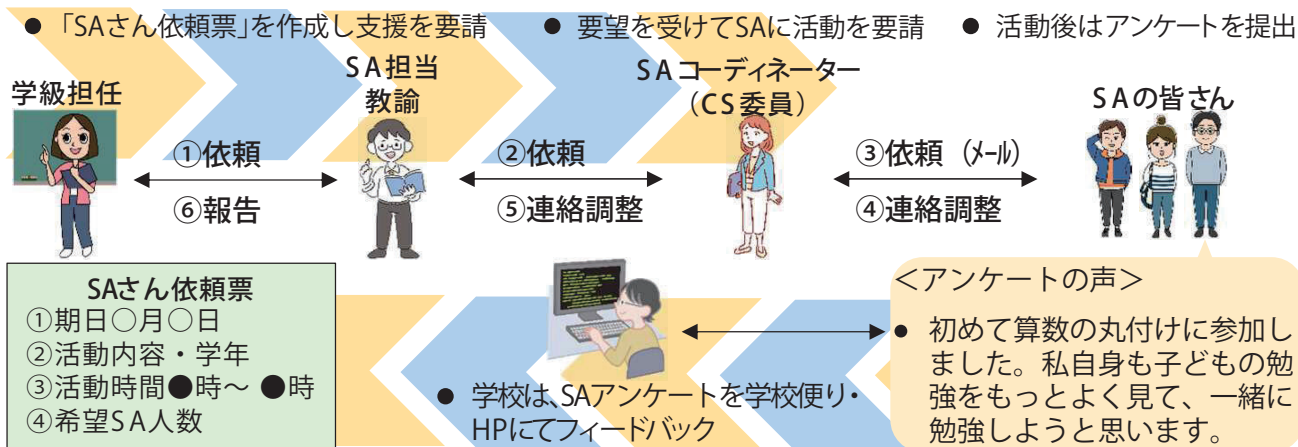 ● 「SAさん依頼票」を作成し支援を要請
● 要望を受けてSAに活動を要請
● 活動後はアンケートを提出
学級担任
SA担当
教諭
SAコーディネーター
(CS委員)
SAの皆さん
①依頼
⑥報告
②依頼
⑤連絡調整
③依頼(メール)
④連絡調整
SAさん依頼票
①期日○月○日
②活動内容・学年
③活動時間●時～●時
④希望SA人数
● 学校は、SAアンケートを学校便り・
HPにてフィードバック
＜アンケートの声＞
● 初めて算数の丸付けに参加し
ました。私自身も子どもの勉
強をもっとよく見て、一緒に
勉強しようと思います。